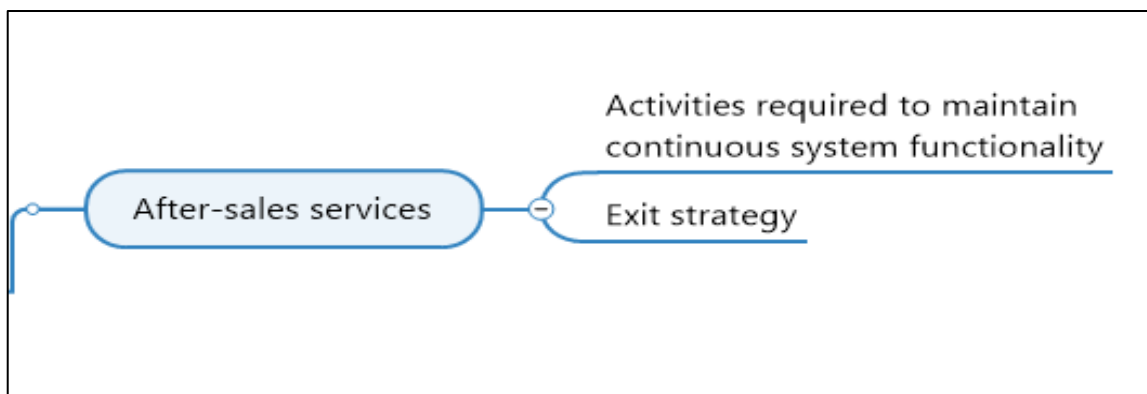 After-sales services
Activities required to maintain
continuous system functionality
Exit strategy